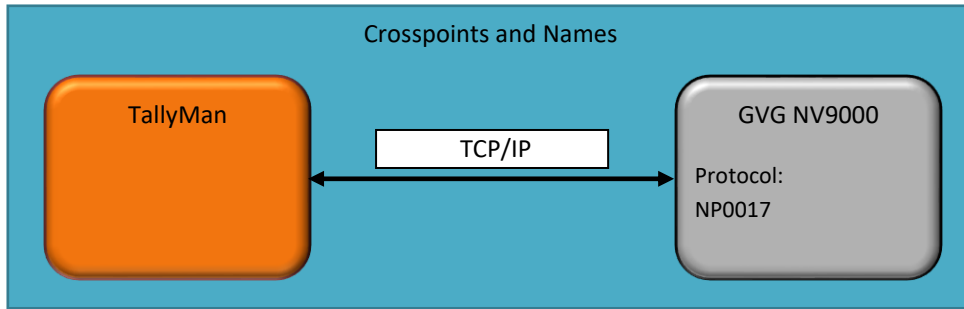 Crosspoints and Names
TallyMan
TCP/IP
GVG NV9000
Protocol:
NP0017